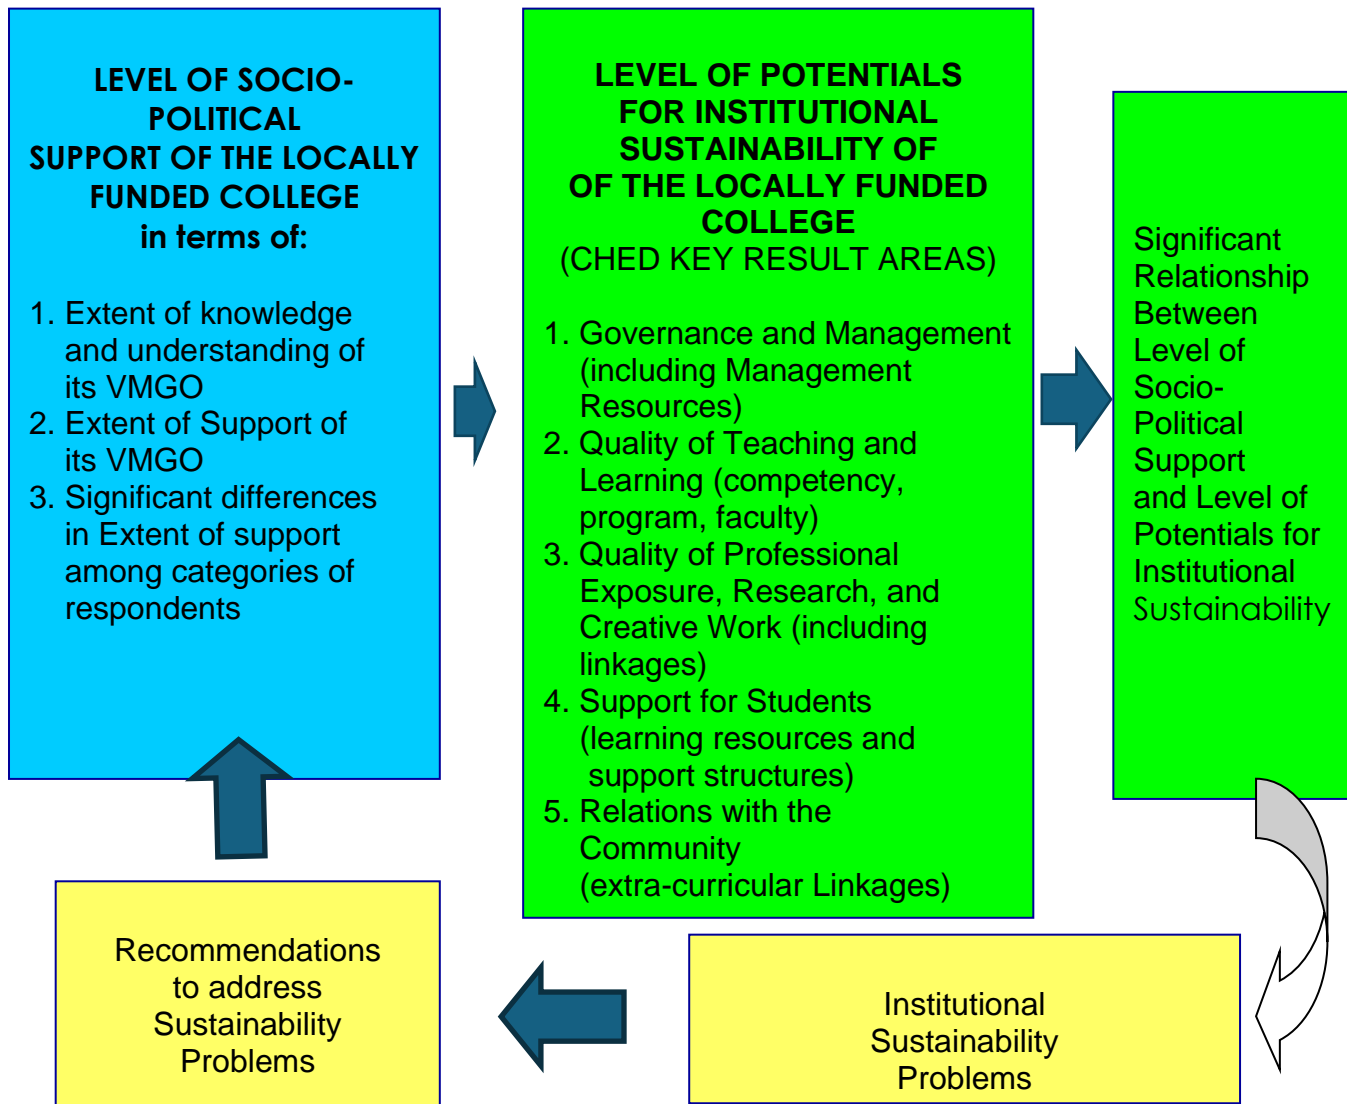 LEVEL OF SOCIO-
POLITICAL
SUPPORT OF THE LOCALLY
FUNDED COLLEGE
in terms of:
1. Extent of knowledge
and understanding of
its VMGO
2. Extent of Support of
its VMGO
3. Significant differences
in Extent of support
among categories of
respondents
LEVEL OF POTENTIALS
FOR INSTITUTIONAL
SUSTAINABILITY OF
OF THE LOCALLY FUNDED
COLLEGE
(CHED KEY RESULT AREAS)
1. Governance and Management
(including Management
Resources)
2. Quality of Teaching and
Learning (competency,
program, faculty)
3. Quality of Professional
Exposure, Research, and
Creative Work (including
linkages)
4. Support for Students
(learning resources and
support structures)
5. Relations with the
Community
(extra-curricular Linkages)
Significant
Relationship
Between
Level of
Socio-
Political
Support
and Level of
Potentials for
Institutional
Sustainability
Institutional
Sustainability
Problems
Recommendations
to address
Sustainability
Problems